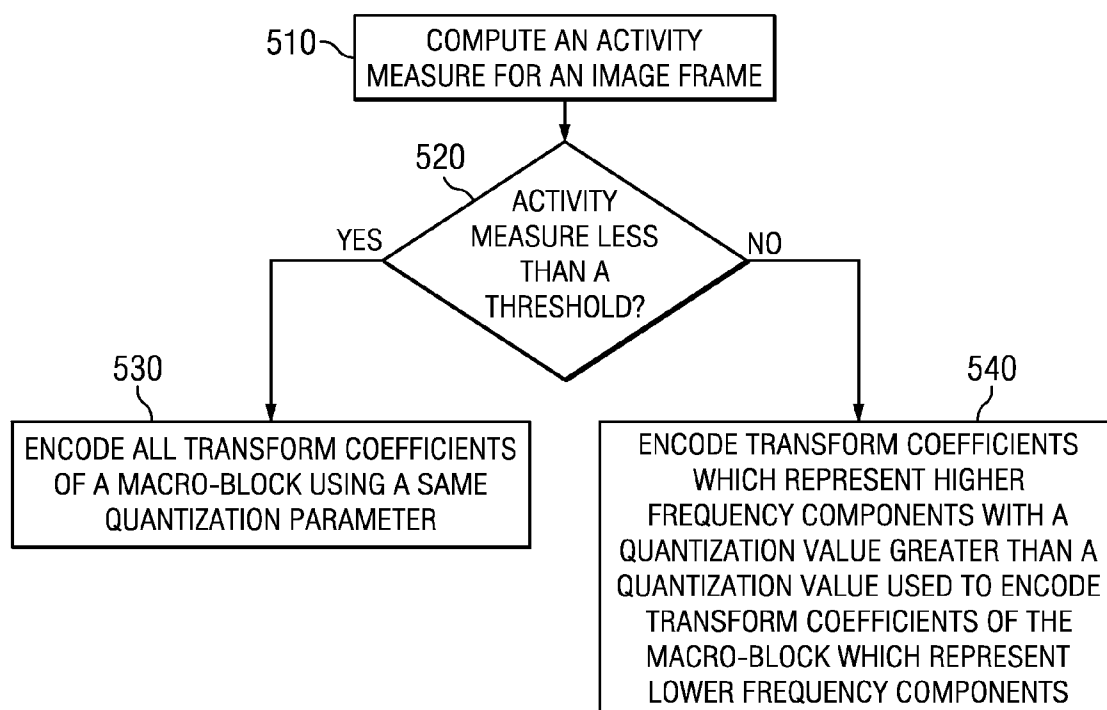 510
COMPUTE AN ACTIVITY
MEASURE FOR AN IMAGE FRAME
520
ACTIVITY
MEASURE LESS
THAN A
THRESHOLD?
YES
NO
530
ENCODE ALL TRANSFORM COEFFICIENTS
OF A MACRO-BLOCK USING A SAME
QUANTIZATION PARAMETER
540
ENCODE TRANSFORM COEFFICIENTS
WHICH REPRESENT HIGHER
FREQUENCY COMPONENTS WITH A
QUANTIZATION VALUE GREATER THAN A
QUANTIZATION VALUE USED TO ENCODE
TRANSFORM COEFFICIENTS OF THE
MACRO-BLOCK WHICH REPRESENT
LOWER FREQUENCY COMPONENTS